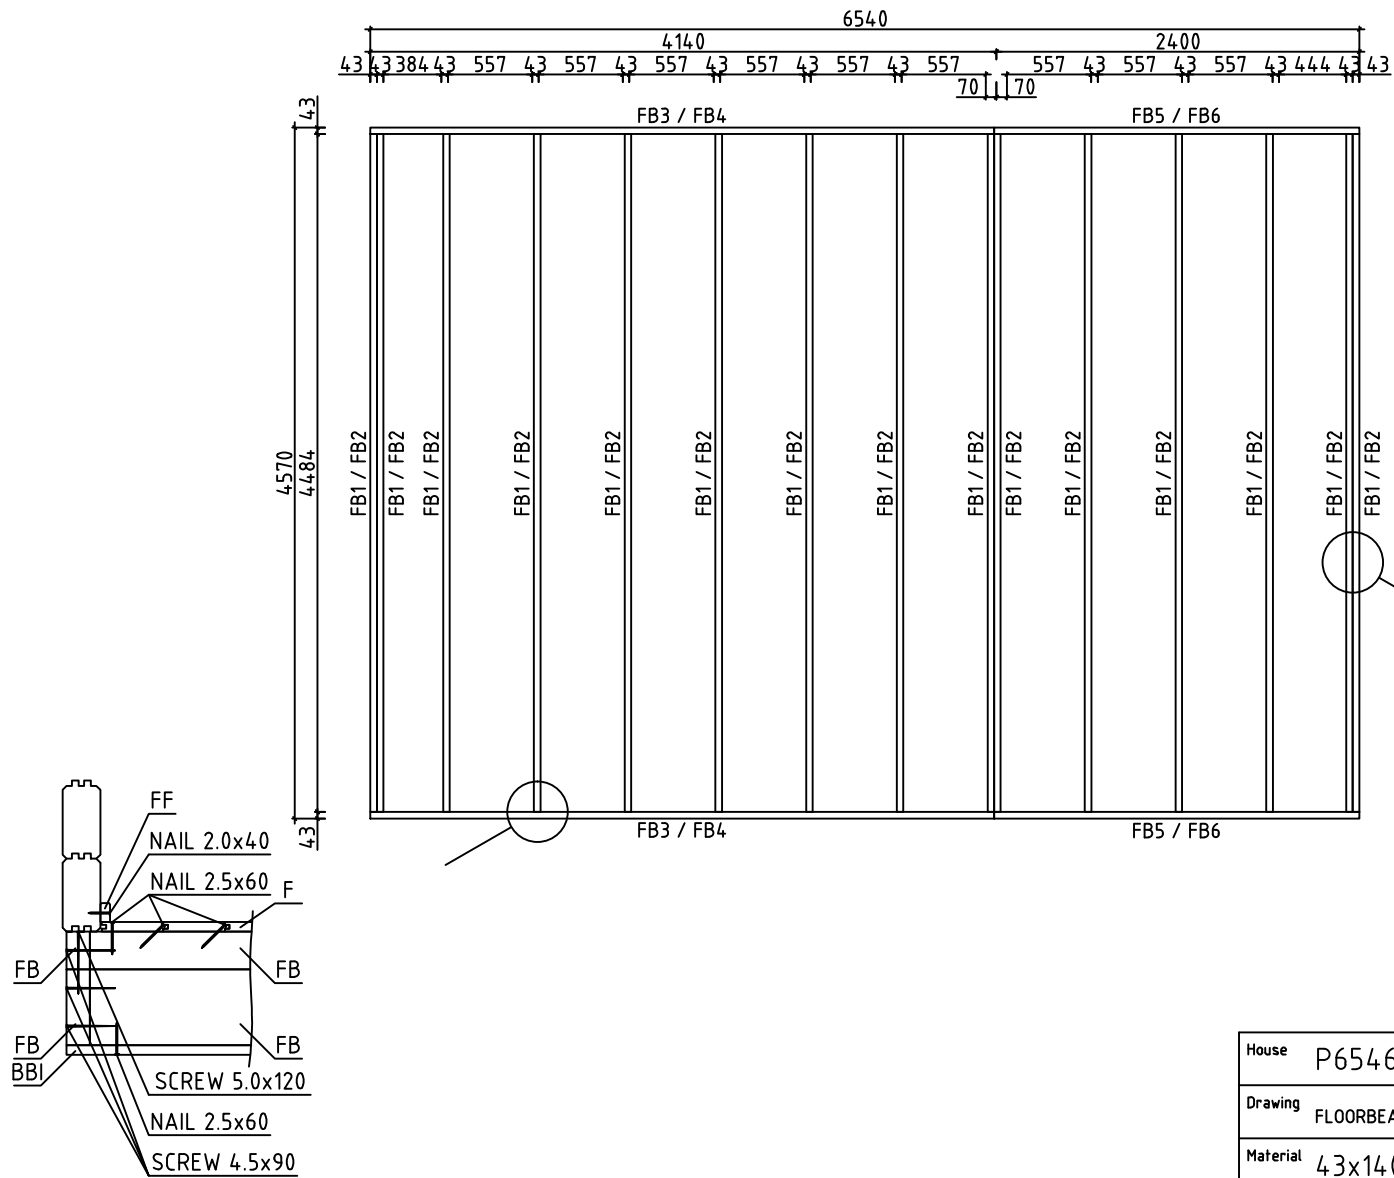 6540
4140 2400
43 43 384 43 557 43 557 43 557 43 557 43 557 43 557 557 43 557 43 557 43 444 43 43
70 70
43
FB3 / FB4 FB5 / FB6
4570
4484
FB1 / FB2 FB1 / FB2 FB1 / FB2 FB1 / FB2 FB1 / FB2 FB1 / FB2 FB1 / FB2 FB1 / FB2 FB1 / FB2 FB1 / FB2 FB1 / FB2 FB1 / FB2 FB1 / FB2 FB1 / FB2 FB1 / FB2
43
FB3 / FB4 FB5 / FB6
FF
NAIL 2.0x40
NAIL 2.5x60
F
FB FB
FB FB
BBI
SCREW 5.0x120
NAIL 2.5x60
SCREW 4.5x90
House P6546
Drawing FLOORBEA
Material 43x140